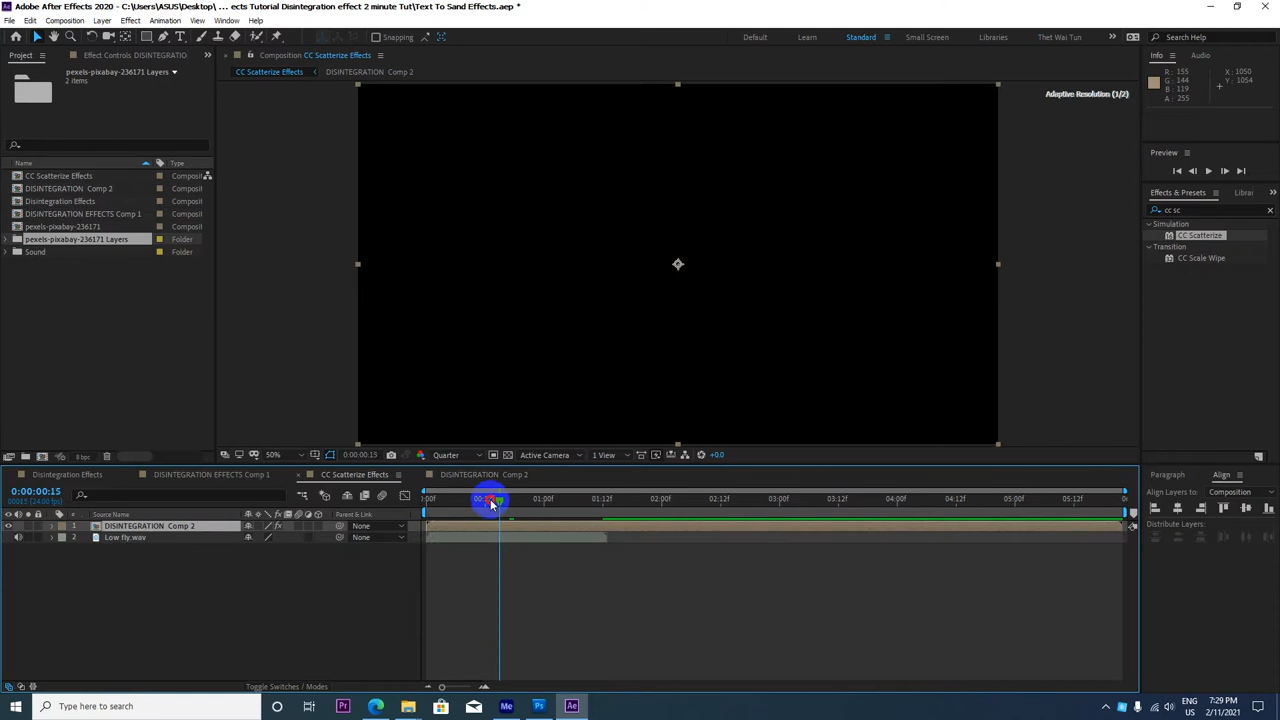 Adobe After Effects 2020 - C:\Users\ASUS\Desktop\ ... ects Tutorial Disintegration effect 2 minute Tut\Text To Sand Effects.aep *
File Edit Composition Layer Effect Animation View Window Help
Snapping Default Learn Standard Small Screen Libraries Thet Wai Tun Search Help
Project Effect Controls DISINTEGRATIO Composition CC Scatterize Effects Info Audio
pexels-pixabay-236171 Layers
2 items
CC Scatterize Effects DISINTEGRATION Comp 2
Adaptive Resolution (1/2)
R : 155 X : 1050
G : 144 Y : 1054
B : 119
A : 255
Preview
Name Type
CC Scatterize Effects Composit
DISINTEGRATION Comp 2 Composit
Disintegration Effects Composit
DISINTEGRATION EFFECTS Comp 1 Composit
pexels-pixabay-236171 Composit
pexels-pixabay-236171 Layers Folder
Sound Folder
Effects & Presets Librai
cc sc
Simulation
CC Scatterize
Transition
CC Scale Wipe
8 bpc 50% 0:00:00:15 Quarter Active Camera 1 View +0.0
Disintegration Effects DISINTEGRATION EFFECTS Comp 1 CC Scatterize Effects DISINTEGRATION Comp 2
Paragraph Align
0:00:00:15
00015 (24.00 fps)
:00f 01:00f 01:12f 02:00f 02:12f 03:00f 03:12f 04:00f 04:12f 05:00f 05:12f
Align Layers to: Composition
# Source Name Parent & Link
1 DISINTEGRATION Comp 2 None
2 Low fly.wav None
Distribute Layers:
Toggle Switches / Modes
Type here to search
ENG
US
7:29 PM
2/11/2021